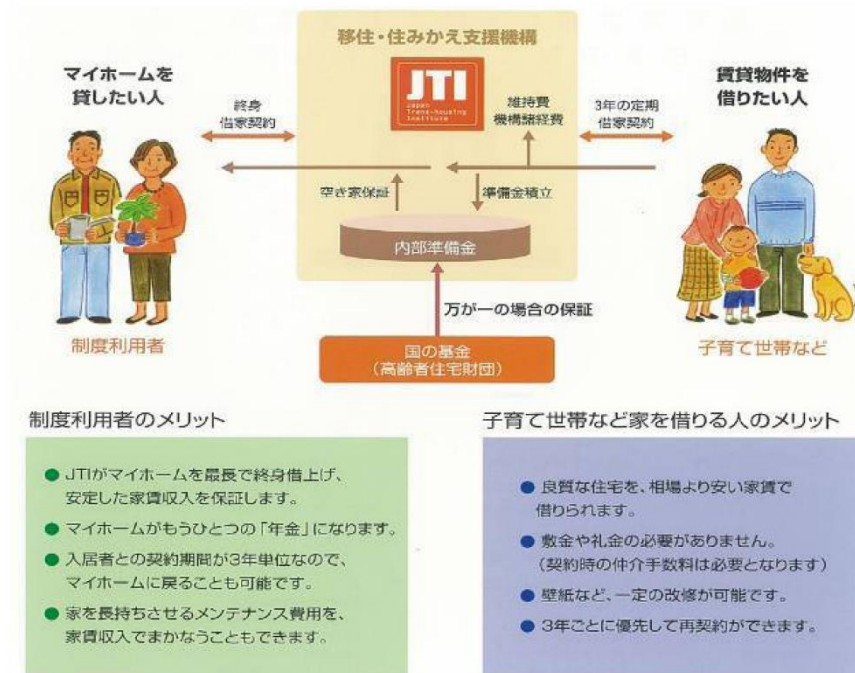 移住・住みかえ支援機構
JTI
Japan
Trans-housing
Institute
マイホームを
貸したい人
終身
借家契約
維持費
機構諸経費
3年の定期
借家契約
賃貸物件を
借りたい人
空き家保証
準備金積立
内部準備金
万が一の場合の保証
制度利用者
国の基金
(高齢者住宅財団)
子育て世帯など
制度利用者のメリット
● JTIがマイホームを最長で終身借上げ、
安定した家賃収入を保証します。
● マイホームがもうひとつの「年金」になります。
● 入居者との契約期間が3年単位なので、
マイホームに戻ることも可能です。
● 家を長持ちさせるメンテナンス費用を、
家賃収入でまかなうこともできます。
子育て世帯など家を借りる人のメリット
● 良質な住宅を、相場より安い家賃で
借りられます。
● 敷金や礼金の必要がありません。
(契約時の仲介手数料は必要となります)
● 壁紙など、一定の改修が可能です。
● 3年ごとに優先して再契約ができます。